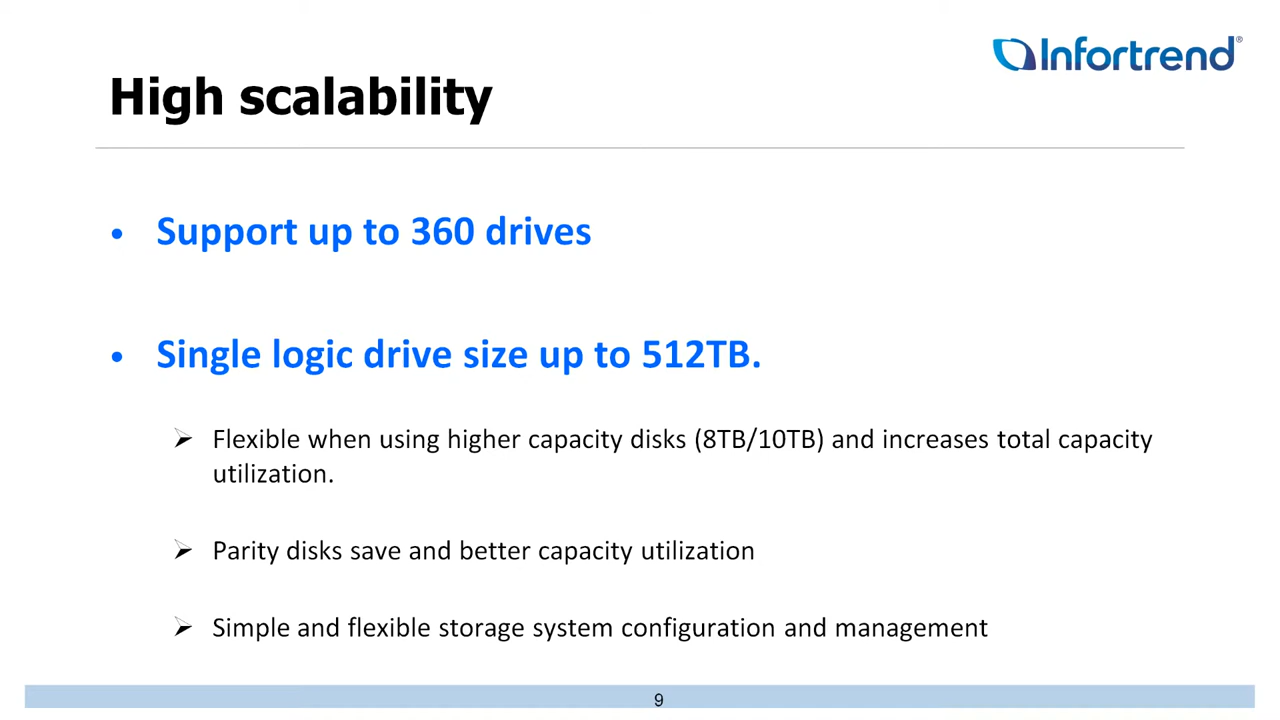 Infortrend®
High scalability
• Support up to 360 drives
• Single logic drive size up to 512TB.
➢ Flexible when using higher capacity disks (8TB/10TB) and increases total capacity
utilization.
➢ Parity disks save and better capacity utilization
➢ Simple and flexible storage system configuration and management
9